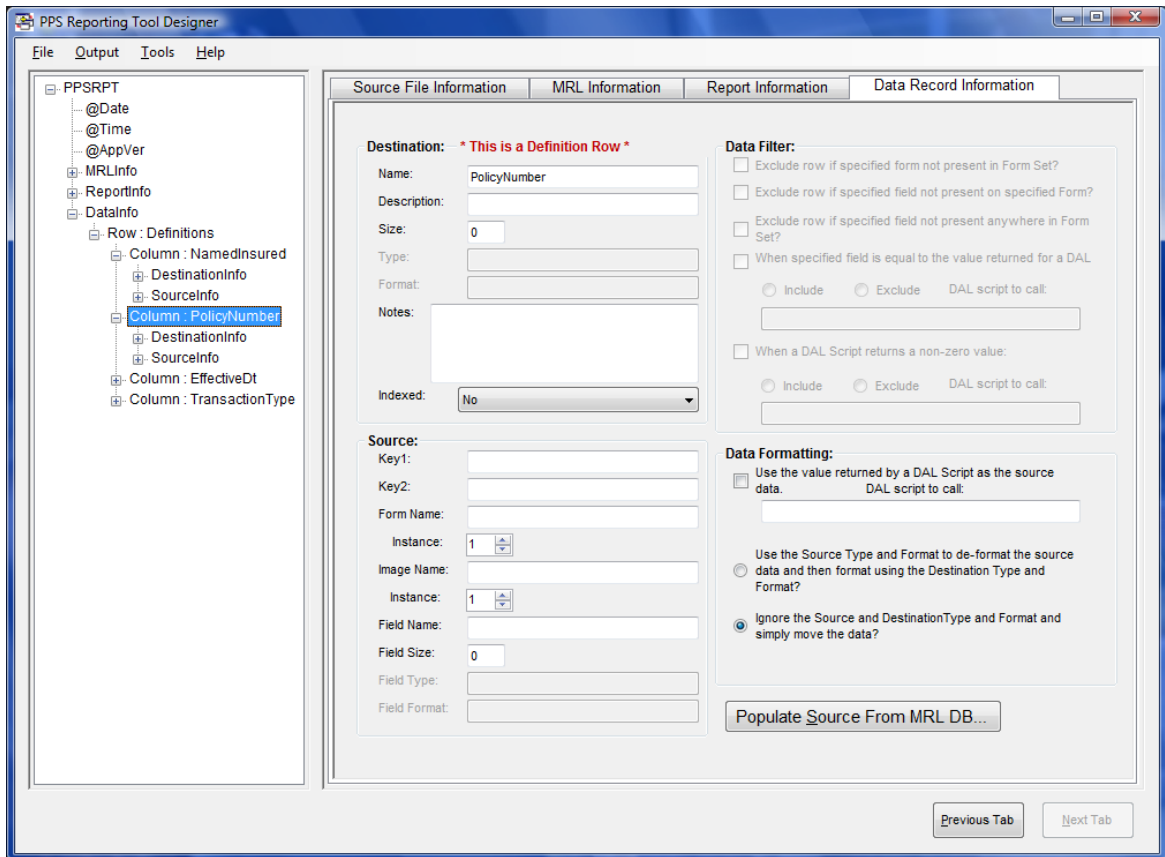 PPS Reporting Tool Designer
File Output Tools Help
PPSRPT
@Date
@Time
@AppVer
MRLInfo
ReportInfo
DataInfo
Row : Definitions
Column : NamedInsured
DestinationInfo
SourceInfo
Column : PolicyNumber
DestinationInfo
SourceInfo
Column : EffectiveDt
Column : TransactionType
Source File Information MRL Information Report Information Data Record Information
Destination: * This is a Definition Row *
Name: PolicyNumber
Description:
Size: 0
Type:
Format:
Notes:
Indexed: No
Source:
Key1:
Key2:
Form Name:
Instance: 1
Image Name:
Instance: 1
Field Name:
Field Size: 0
Field Type:
Field Format:
Data Filter:
Exclude row if specified form not present in Form Set?
Exclude row if specified field not present on specified Form?
Exclude row if specified field not present anywhere in Form
Set?
When specified field is equal to the value returned for a DAL
Include Exclude DAL script to call:
When a DAL Script returns a non-zero value:
Include Exclude DAL script to call:
Data Formatting:
Use the value returned by a DAL Script as the source
data. DAL script to call:
Use the Source Type and Format to de-format the source
data and then format using the Destination Type and
Format?
Ignore the Source and DestinationType and Format and
simply move the data?
Populate Source From MRL DB...
Previous Tab Next Tab